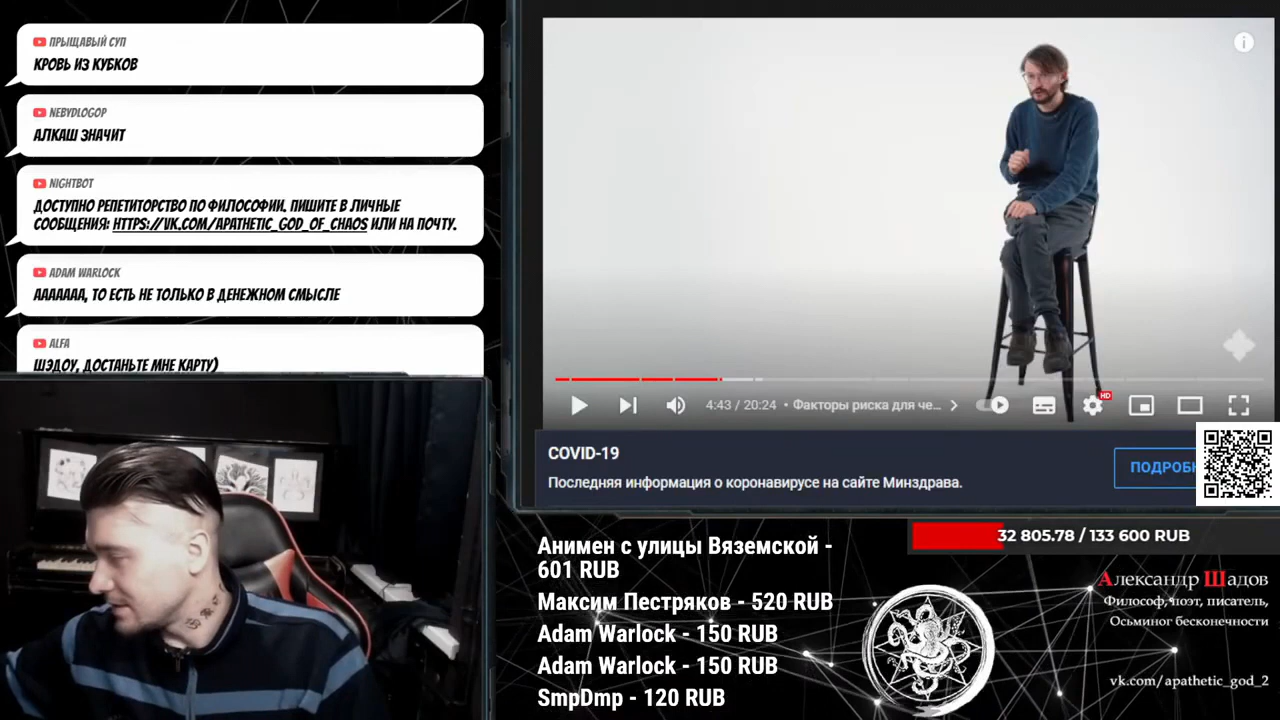 ПРЫЩАВЫЙ СУП
КРОВЬ ИЗ КУБКОВ
NEBYDLOGOP
АЛКАШ ЗНАЧИТ
NIGHTBOT
ДОСТУПНО РЕПЕТИТОРСТВО ПО ФИЛОСОФИИ. ПИШИТЕ В ЛИЧНЫЕ
СООБЩЕНИЯ: HTTPS://VK.COM/APATHETIC_GOD_OF_CHAOS ИЛИ НА ПОЧТУ.
ADAM WARLOCK
ААААААА, ТО ЕСТЬ НЕ ТОЛЬКО В ДЕНЕЖНОМ СМЫСЛЕ
ALFA
ШЭДОУ, ДОСТАНЬТЕ МНЕ КАРТУ)
4:43 / 20:24 • Факторы риска для че...
HD
COVID-19
Последняя информация о коронавирусе на сайте Минздрава.
ПОДРОБН
32 805.78 / 133 600 RUB
Анимен с улицы Вяземской -
601 RUB
Максим Пестряков - 520 RUB
Adam Warlock - 150 RUB
Adam Warlock - 150 RUB
SmpDmp - 120 RUB
Александр Шадов
Философ, поэт, писатель,
Осьминог бесконечности
vk.com/apathetic_god_2